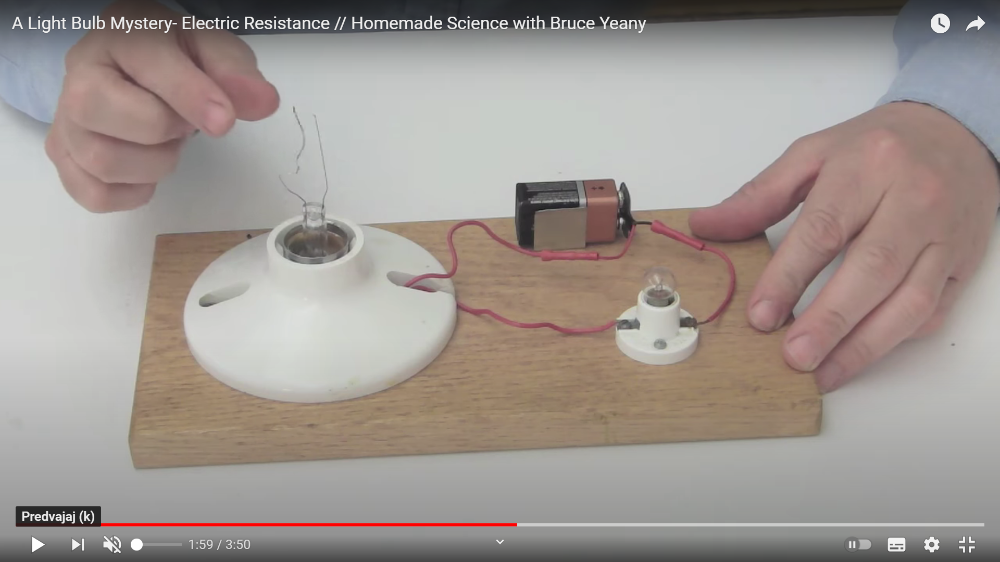 A Light Bulb Mystery- Electric Resistance // Homemade Science with Bruce Yeany
Predvajaj (k)
1:59 / 3:50